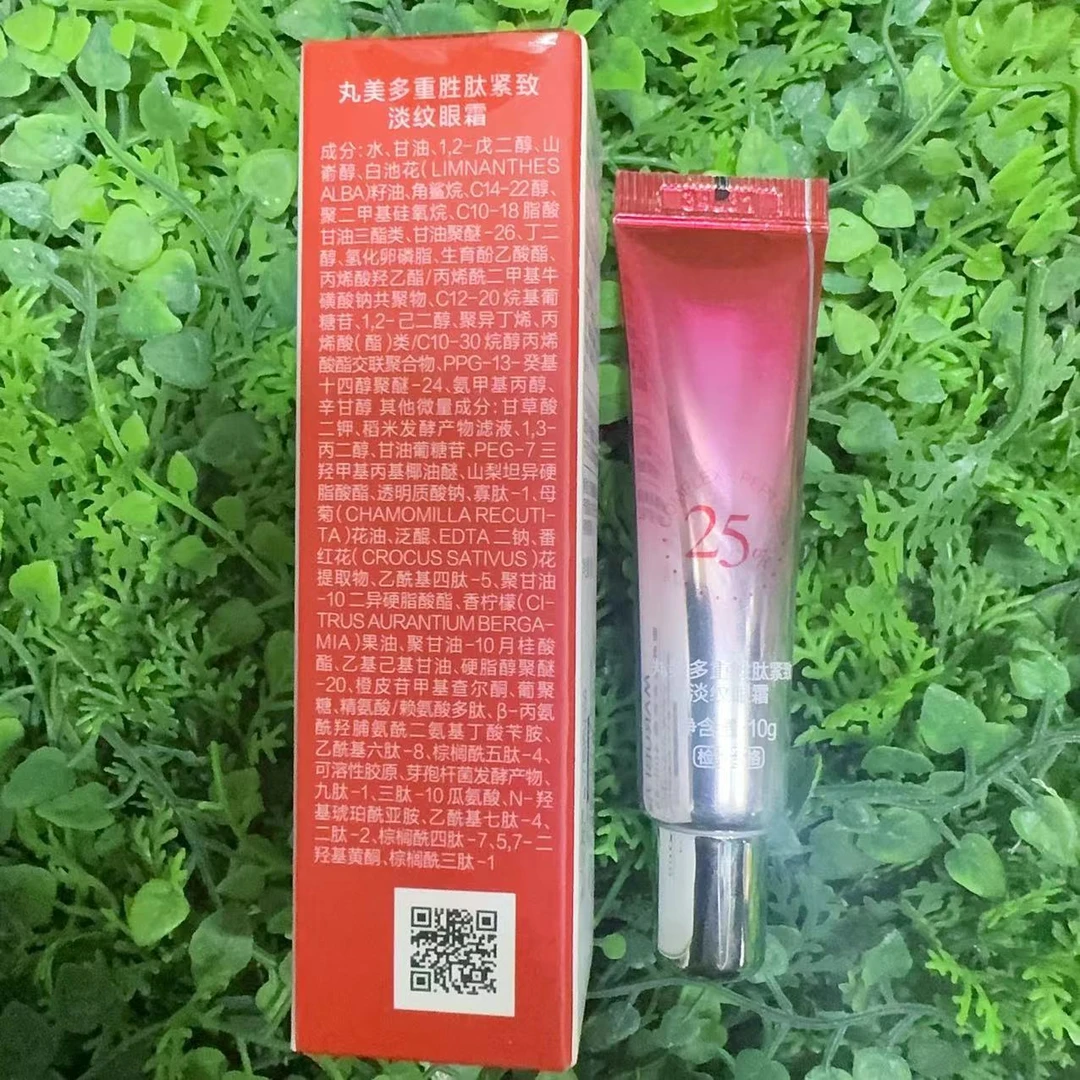 丸美多重胜肽紧致
淡纹眼霜
成分:水、甘油、1,2-戊二醇、山
嵛醇、白池花(LIMNANTHES
ALBA)籽油、角鲨烷、C14-22醇、
聚二甲基硅氧烷、C10-18脂酸
甘油三酯类、甘油聚醚-26、丁二
醇、氢化卵磷脂、生育酚乙酸酯、
丙烯酸羟乙酯/丙烯酰二甲基牛
磺酸钠共聚物、C12-20烷基葡
糖苷、1,2-己二醇、聚异丁烯、丙
烯酸(酯)类/C10-30烷醇丙烯
酸酯交联聚合物、PPG-13-癸基
十四醇聚醚-24、氨甲基丙醇、
辛甘醇 其他微量成分:甘草酸
二钾、稻米发酵产物滤液、1,3-
丙二醇、甘油葡糖苷、PEG-7三
羟甲基丙基椰油醚、山梨坦异硬
脂酸酯、透明质酸钠、寡肽-1、母
菊(CHAMOMILLA RECUTI-
TA)花油、泛醌、EDTA二钠、番
红花(CROCUS SATIVUS)花
提取物、乙酰基四肽-5、聚甘油
-10二异硬脂酸酯、香柠檬(CI-
TRUS AURANTIUM BERGA-
MIA)果油、聚甘油-10月桂酸
酯、乙基己基甘油、硬脂醇聚醚
-20、橙皮苷甲基查尔酮、葡聚
糖、精氨酸/赖氨酸多肽、β-丙氨
酰羟脯氨酰二氨基丁酸苄胺、
乙酰基六肽-8、棕榈酰五肽-4、
可溶性胶原、芽孢杆菌发酵产物、
九肽-1、三肽-10瓜氨酸、N-羟
基琥珀酰亚胺、乙酰基七肽-4、
二肽-2、棕榈酰四肽-7、5,7-二
羟基黄酮、棕榈酰三肽-1
25%
丸美多重胜肽紧致
淡纹眼霜
净含量 10g